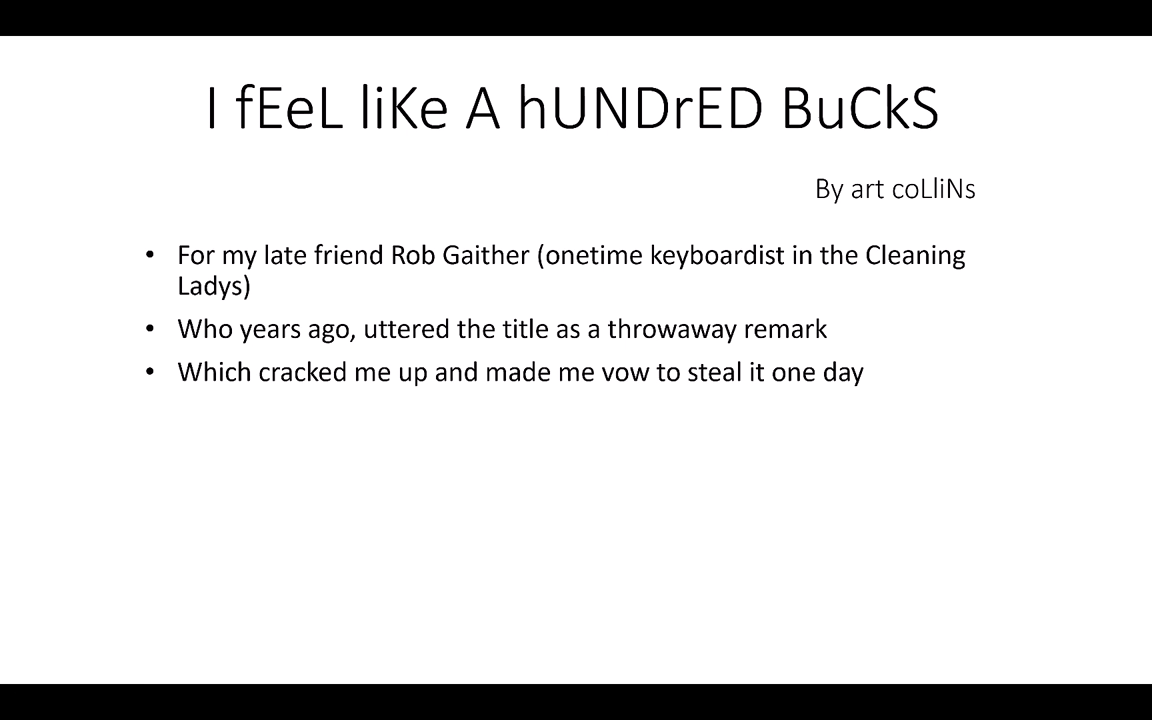 I fEeL liKe A hUNDrED BuCkS
By art coLliNs
• For my late friend Rob Gaither (onetime keyboardist in the Cleaning
Ladys)
• Who years ago, uttered the title as a throwaway remark
• Which cracked me up and made me vow to steal it one day